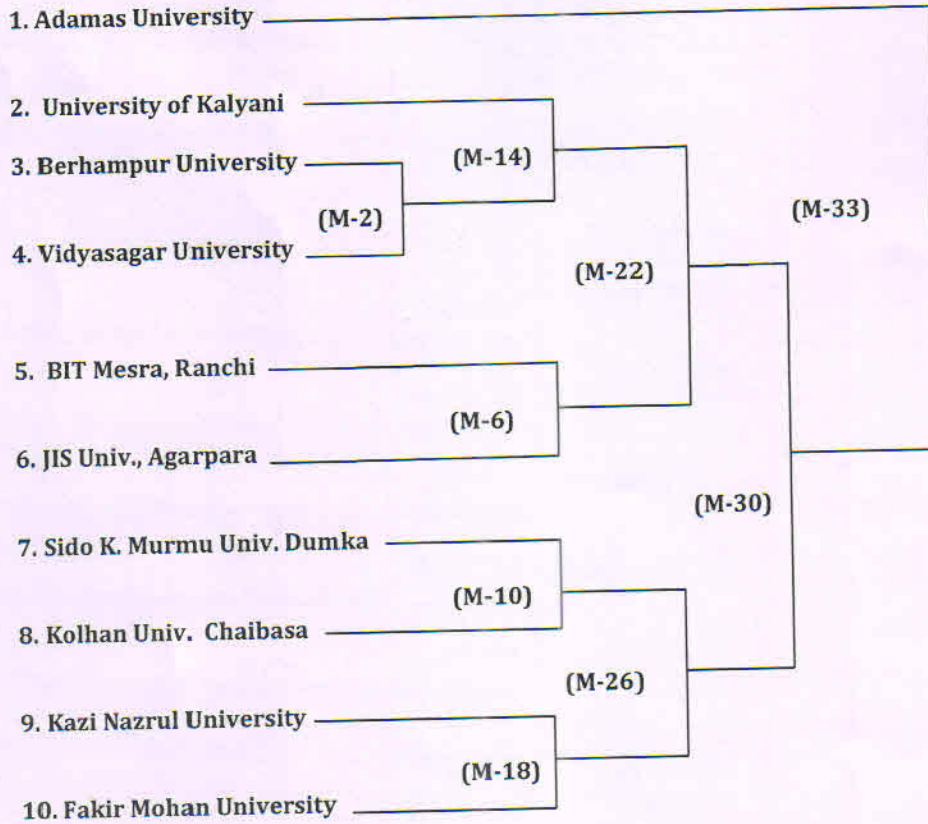 1. Adamas University
2. University of Kalyani
3. Berhampur University
(M-14)
(M-2)
(M-33)
4. Vidyasagar University
(M-22)
5. BIT Mesra, Ranchi
(M-6)
6. JIS Univ., Agarpara
(M-30)
7. Sido K. Murmu Univ. Dumka
(M-10)
8. Kolhan Univ. Chaibasa
(M-26)
9. Kazi Nazrul University
(M-18)
10. Fakir Mohan University